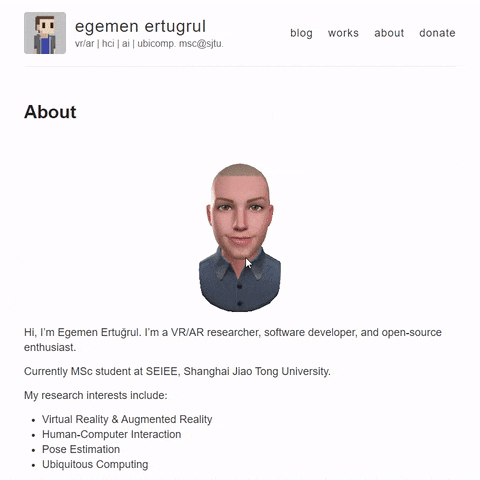 egemen ertugrul
vr/ar | hci | ai | ubicomp. msc@sjtu.
blog works about donate
About
Hi, I'm Egemen Ertuğrul. I'm a VR/AR researcher, software developer, and open-source
enthusiast.
Currently MSc student at SEIEE, Shanghai Jiao Tong University.
My research interests include:
• Virtual Reality & Augmented Reality
• Human-Computer Interaction
• Pose Estimation
• Ubiquitous Computing